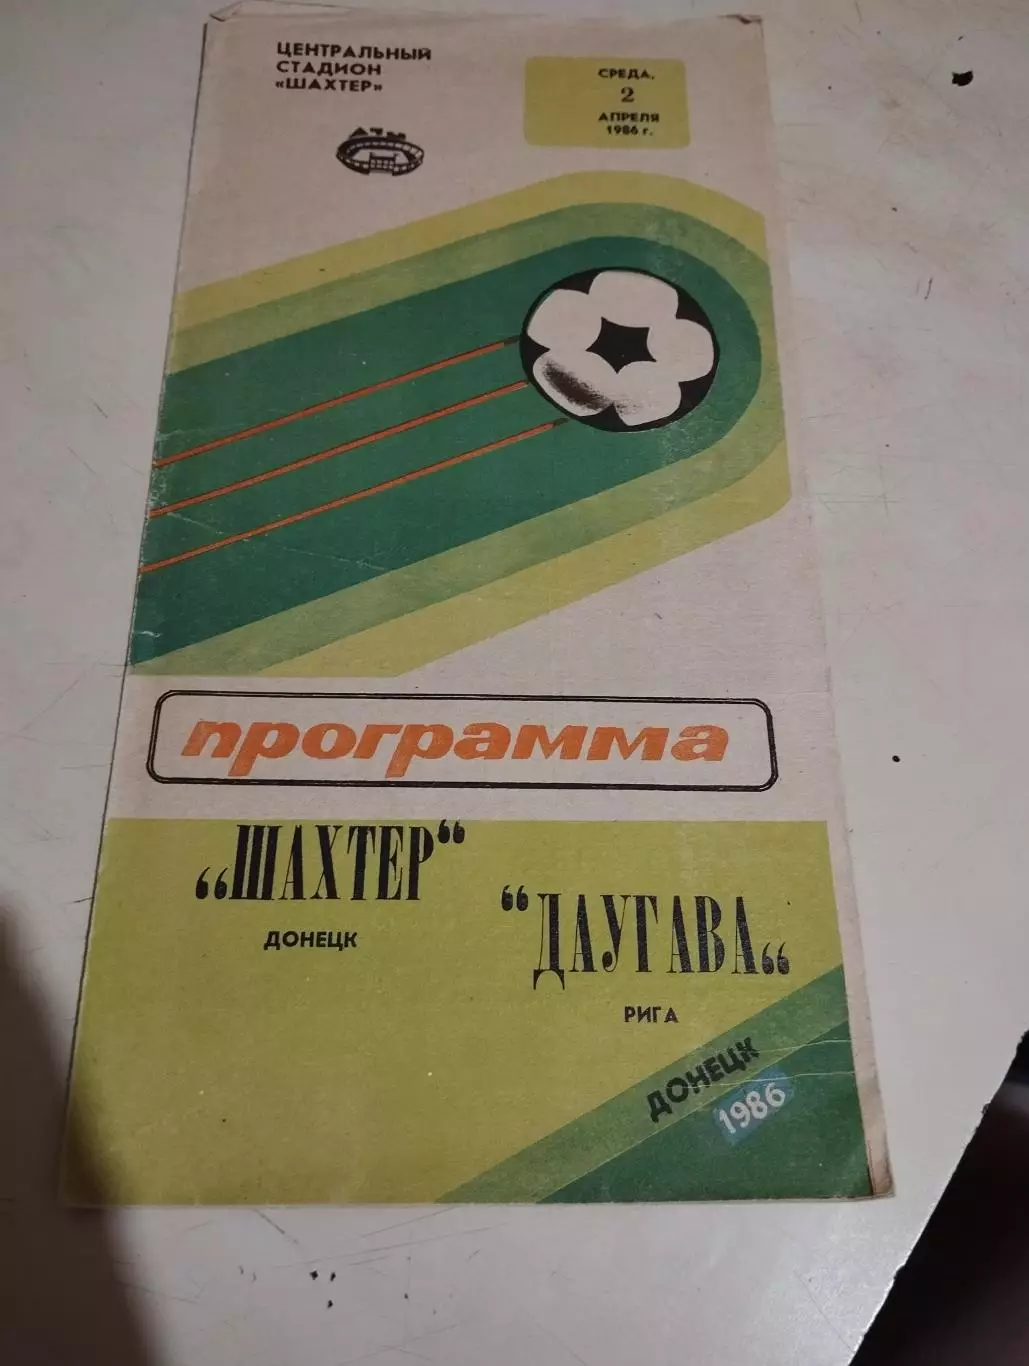 ЦЕНТРАЛЬНЫЙ
СТАДИОН
«ШАХТЕР»
СРЕДА,
2
АПРЕЛЯ
1986 г.
программа
„ШАХТЕР“
ДОНЕЦК
“ДАУГАВА„
РИГА
ДОНЕЦК
1986